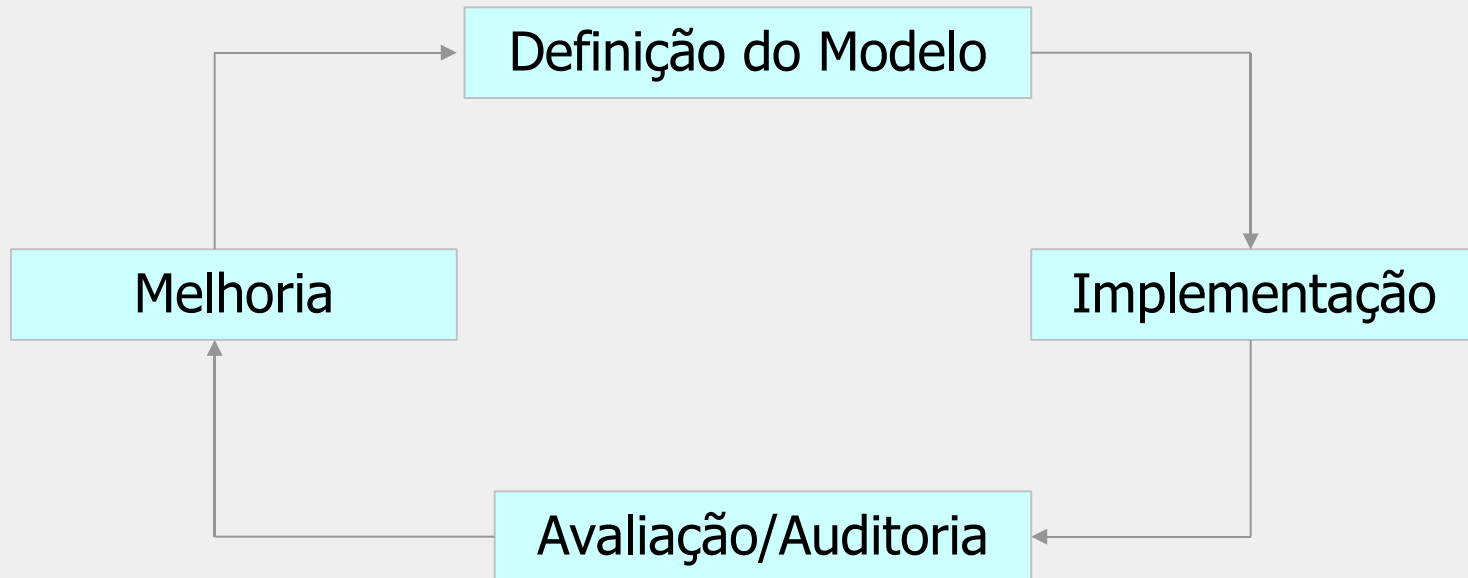 Definição do Modelo
Melhoria
Implementação
Avaliação/Auditoria